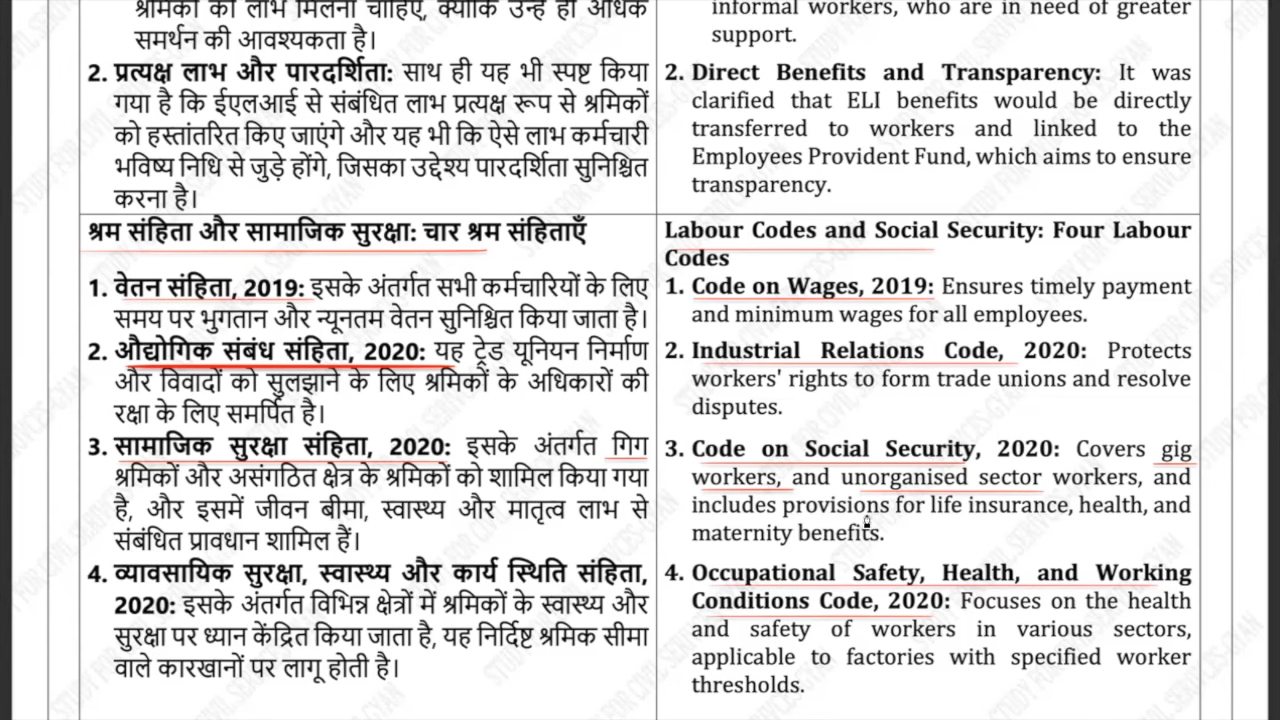 श्रमिकों को लाभ मिलना चाहिए, क्योंकि उन्हें ही अधिक
समर्थन की आवश्यकता है।
2. प्रत्यक्ष लाभ और पारदर्शिता: साथ ही यह भी स्पष्ट किया
गया है कि ईएलआई से संबंधित लाभ प्रत्यक्ष रूप से श्रमिकों
को हस्तांतरित किए जाएंगे और यह भी कि ऐसे लाभ कर्मचारी
भविष्य निधि से जुड़े होंगे, जिसका उद्देश्य पारदर्शिता सुनिश्चित
करना है।
informal workers, who are in need of greater
support.
2. Direct Benefits and Transparency: It was
clarified that ELI benefits would be directly
transferred to workers and linked to the
Employees Provident Fund, which aims to ensure
transparency.
श्रम संहिता और सामाजिक सुरक्षा: चार श्रम संहिताएँ
1. वेतन संहिता, 2019: इसके अंतर्गत सभी कर्मचारियों के लिए
समय पर भुगतान और न्यूनतम वेतन सुनिश्चित किया जाता है।
2. औद्योगिक संबंध संहिता, 2020: यह ट्रेड यूनियन निर्माण
और विवादों को सुलझाने के लिए श्रमिकों के अधिकारों की
रक्षा के लिए समर्पित है।
3. सामाजिक सुरक्षा संहिता, 2020: इसके अंतर्गत गिग
श्रमिकों और असंगठित क्षेत्र के श्रमिकों को शामिल किया गया
है, और इसमें जीवन बीमा, स्वास्थ्य और मातृत्व लाभ से
संबंधित प्रावधान शामिल हैं।
4. व्यावसायिक सुरक्षा, स्वास्थ्य और कार्य स्थिति संहिता,
2020: इसके अंतर्गत विभिन्न क्षेत्रों में श्रमिकों के स्वास्थ्य और
सुरक्षा पर ध्यान केंद्रित किया जाता है, यह निर्दिष्ट श्रमिक सीमा
वाले कारखानों पर लागू होती है।
Labour Codes and Social Security: Four Labour
Codes
1. Code on Wages, 2019: Ensures timely payment
and minimum wages for all employees.
2. Industrial Relations Code, 2020: Protects
workers' rights to form trade unions and resolve
disputes.
3. Code on Social Security, 2020: Covers gig
workers, and unorganised sector workers, and
includes provisions for life insurance, health, and
maternity benefits.
4. Occupational Safety, Health, and Working
Conditions Code, 2020: Focuses on the health
and safety of workers in various sectors,
applicable to factories with specified worker
thresholds.